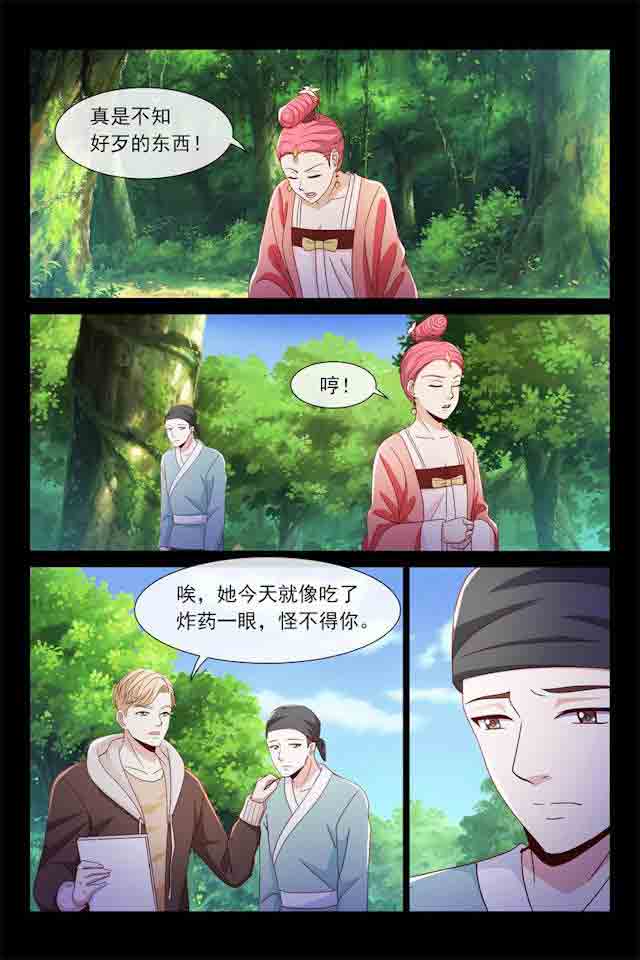 真是不知
好歹的东西！
哼！
唉，她今天就像吃了
炸药一眼，怪不得你。